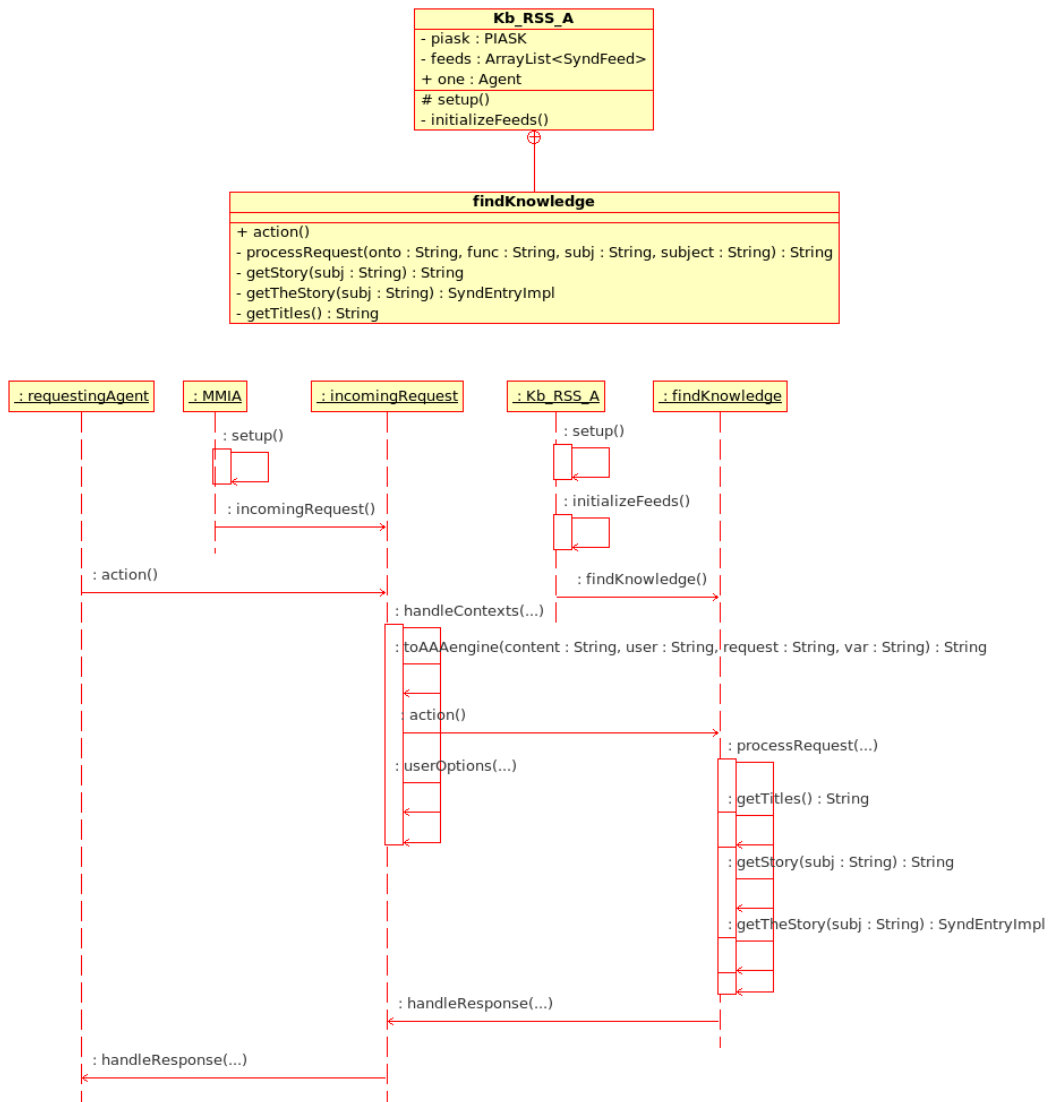 Kb_RSS_A
- piask : PIASK
- feeds : ArrayList<SyndFeed>
+ one : Agent
# setup()
- initializeFeeds()
findKnowledge
+ action()
- processRequest(onto : String, func : String, subj : String, subject : String) : String
- getStory(subj : String) : String
- getTheStory(subj : String) : SyndEntryImpl
- getTitles() : String
: requestingAgent
: MMIA
: incomingRequest
: Kb_RSS_A
: findKnowledge
: setup()
: setup()
: initializeFeeds()
: incomingRequest()
: action()
: findKnowledge()
: handleContexts(...)
: toAAAengine(content : String, user : String, request : String, var : String) : String
: action()
: processRequest(...)
: userOptions(...)
: getTitles() : String
: getStory(subj : String) : String
: getTheStory(subj : String) : SyndEntryImpl
: handleResponse(...)
: handleResponse(...)